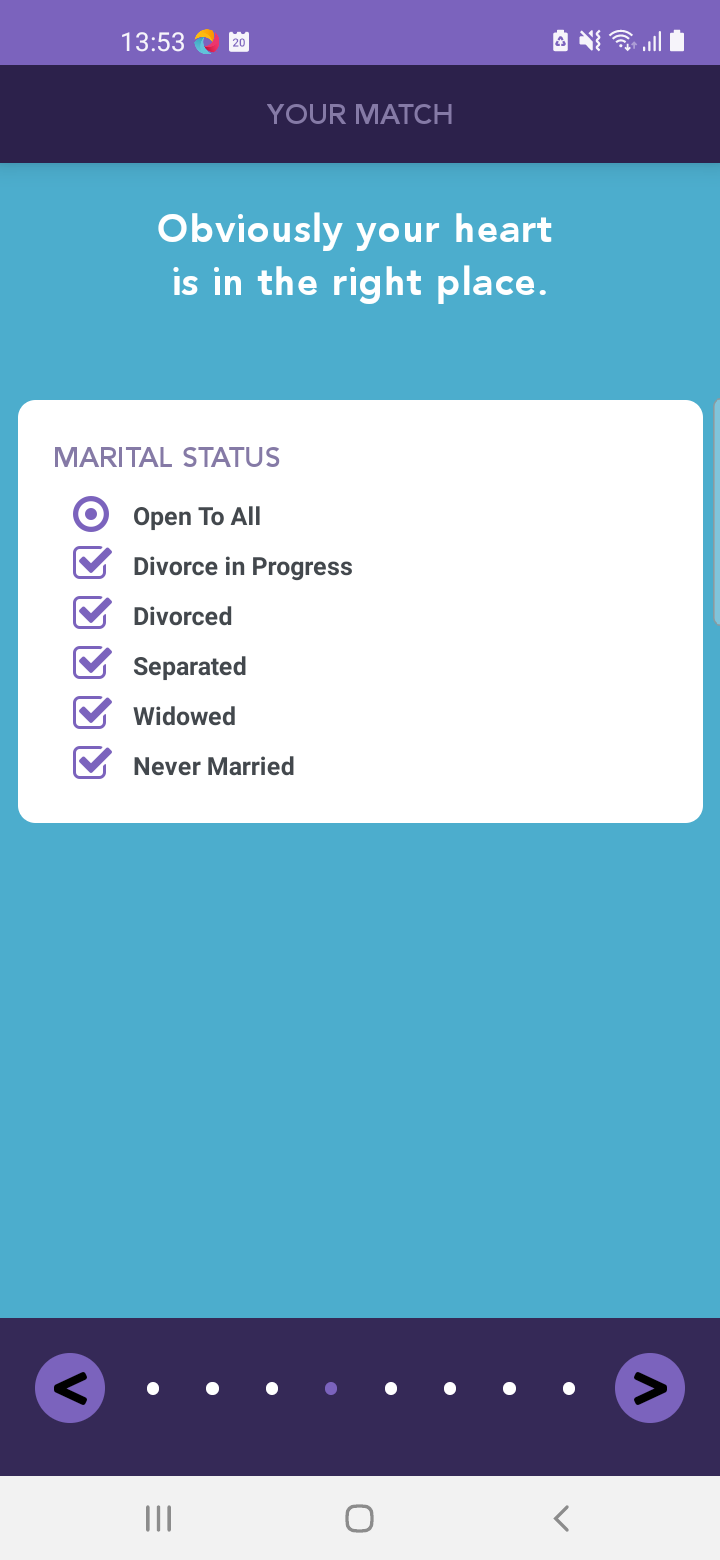 13:53
20
YOUR MATCH
Obviously your heart
is in the right place.
MARITAL STATUS
Open To All
Divorce in Progress
Divorced
Separated
Widowed
Never Married
< >